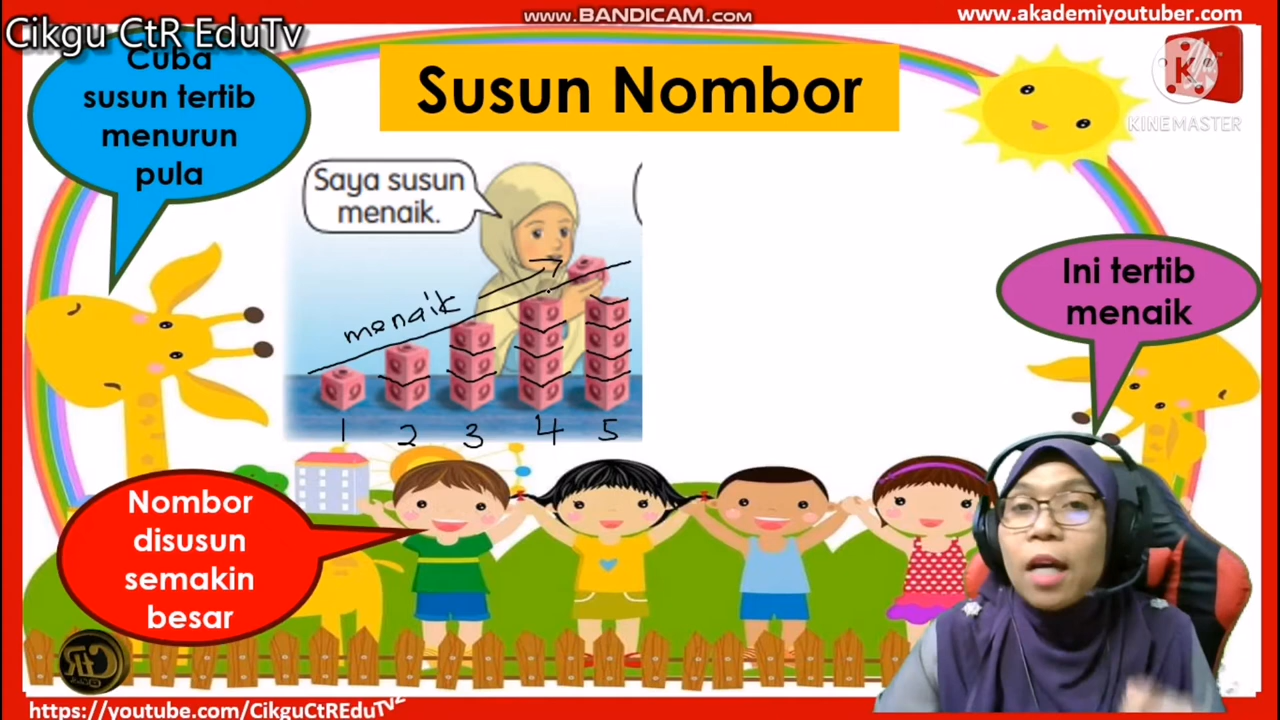 www.BANDICAM.com
www.akademiyoutuber.com
Cikgu CtR EduTv
Cuba
susun tertib
menurun
pula
Susun Nombor
KINEMASTER
Saya susun
menaik.
menaik
1 2 3 4 5
Ini tertib
menaik
Nombor
disusun
semakin
besar
CtR
https://youtube.com/CikguCtREduTv2